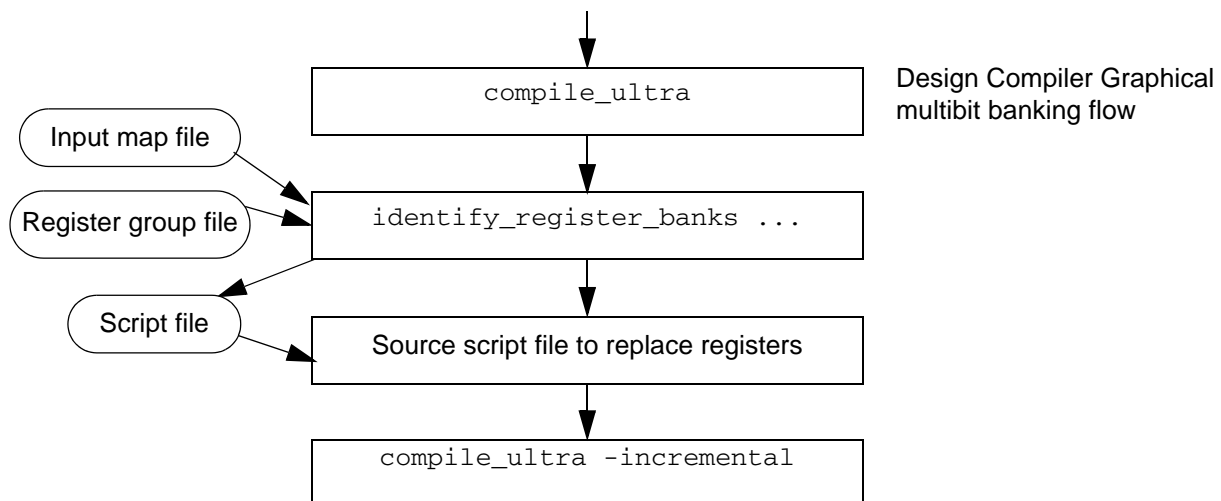 compile_ultra
Design Compiler Graphical
multibit banking flow
Input map file
Register group file
identify_register_banks ...
Script file
Source script file to replace registers
compile_ultra -incremental